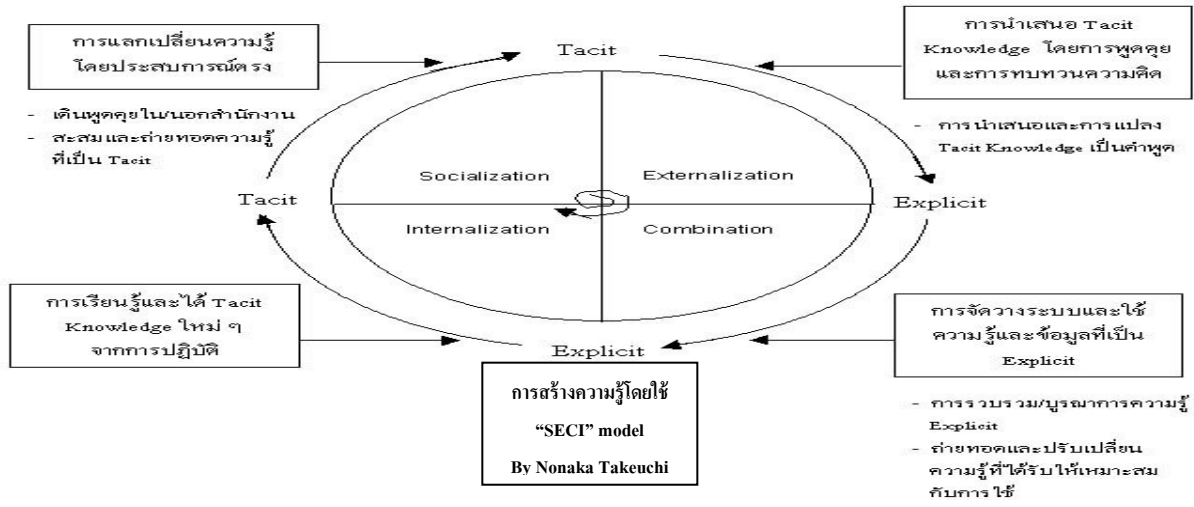 การแลกเปลี่ยนความรู้
โดยประสบการณ์ตรง
- เดินพูดคุยใน/นอกสำนักงาน
- สะสมและถ่ายทอดความรู้
ที่เป็น Tacit
Tacit
การนำเสนอ Tacit
Knowledge โดยการพูดคุย
และการทบทวนความคิด
- การนำเสนอและการแปลง
Tacit Knowledge เป็นคำพูด
Socialization
Externalization
Tacit
Explicit
Internalization
Combination
การเรียนรู้และได้ Tacit
Knowledge ใหม่ ๆ
จากการปฏิบัติ
Explicit
การจัดวางระบบและใช้
ความรู้และข้อมูลที่เป็น
Explicit
- การรวบรวม/บูรณาการความรู้
Explicit
- ถ่ายทอดและปรับเปลี่ยน
ความรู้ที่ได้รับให้เหมาะสม
กับการใช้
การสร้างความรู้โดยใช้
“SECI” model
By Nonaka Takeuchi